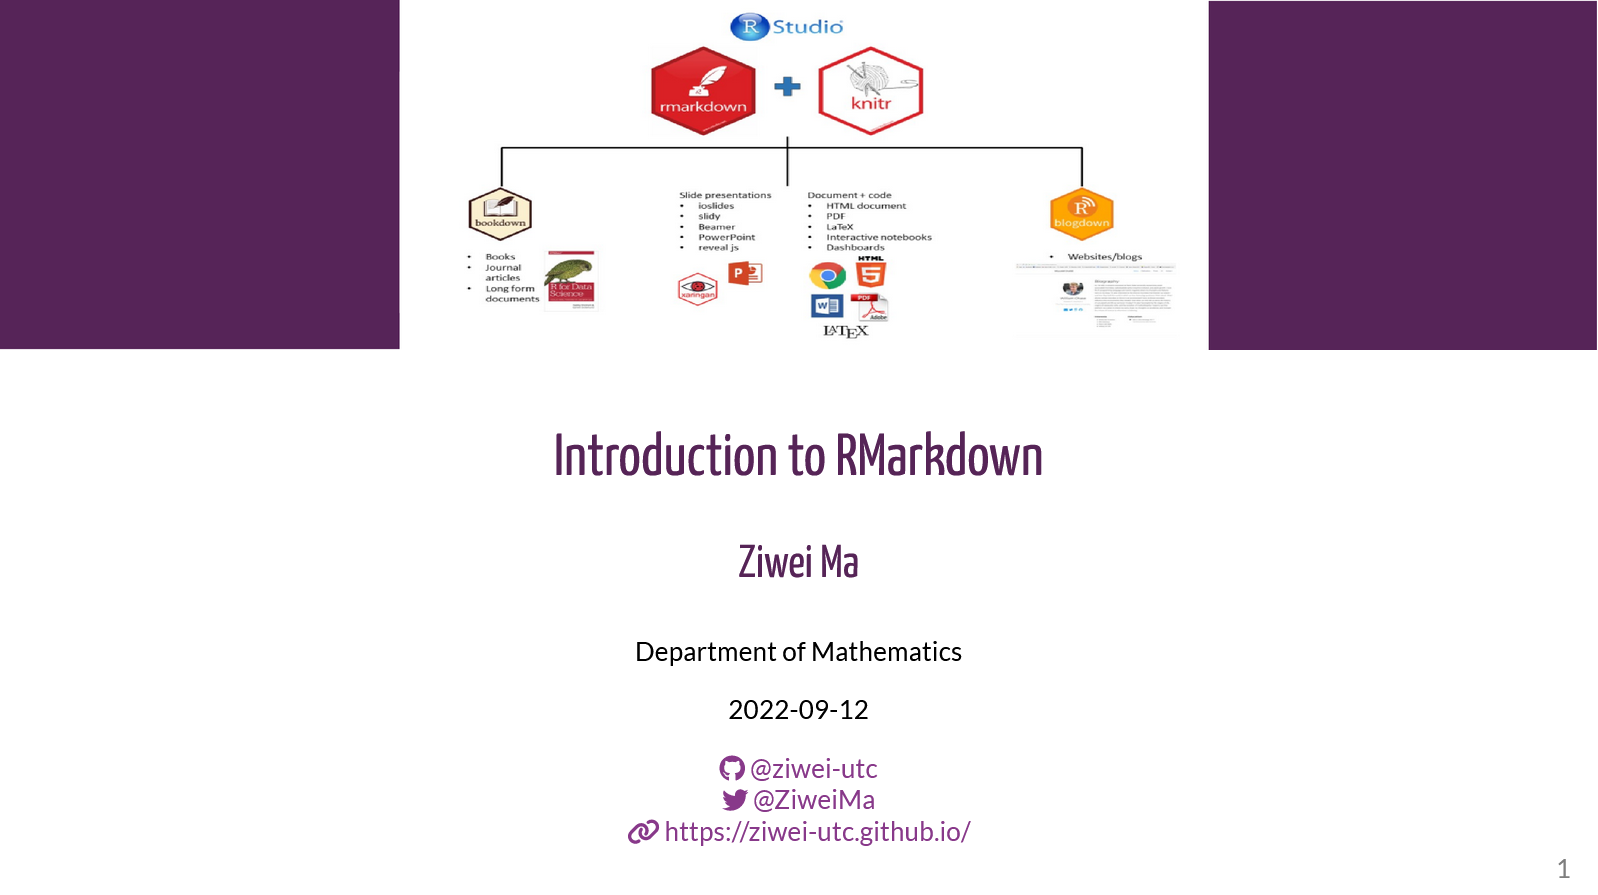 R Studio
rmarkdown
knitr
bookdown
• Books
• Journal
articles
• Long form
documents
R for Data
Science
Slide presentations
• ioslides
• slidy
• Beamer
• PowerPoint
• reveal js
xaringan
P
Document + code
• HTML document
• PDF
• LaTeX
• Interactive notebooks
• Dashboards
HTML
5
W
PDF
Adobe
LATEX
R
blogdown
• Websites/blogs
Introduction to RMarkdown
Ziwei Ma
Department of Mathematics
2022-09-12
@ziwei-utc
@ZiweiMa
https://ziwei-utc.github.io/
1